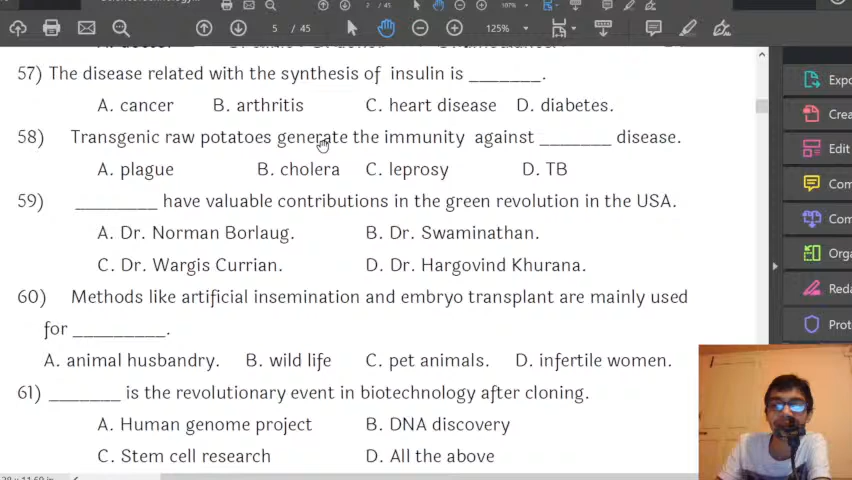 5 / 45
125%
57) The disease related with the synthesis of insulin is _______.
A. cancer B. arthritis C. heart disease D. diabetes.
58) Transgenic raw potatoes generate the immunity against _______ disease.
A. plague B. cholera C. leprosy D. TB
59) ________ have valuable contributions in the green revolution in the USA.
A. Dr. Norman Borlaug. B. Dr. Swaminathan.
C. Dr. Wargis Currian. D. Dr. Hargovind Khurana.
60) Methods like artificial insemination and embryo transplant are mainly used
for _________.
A. animal husbandry. B. wild life C. pet animals. D. infertile women.
61) _______ is the revolutionary event in biotechnology after cloning.
A. Human genome project B. DNA discovery
C. Stem cell research D. All the above
Expo
Crea
Edit
Com
Com
Orga
Reda
Prot